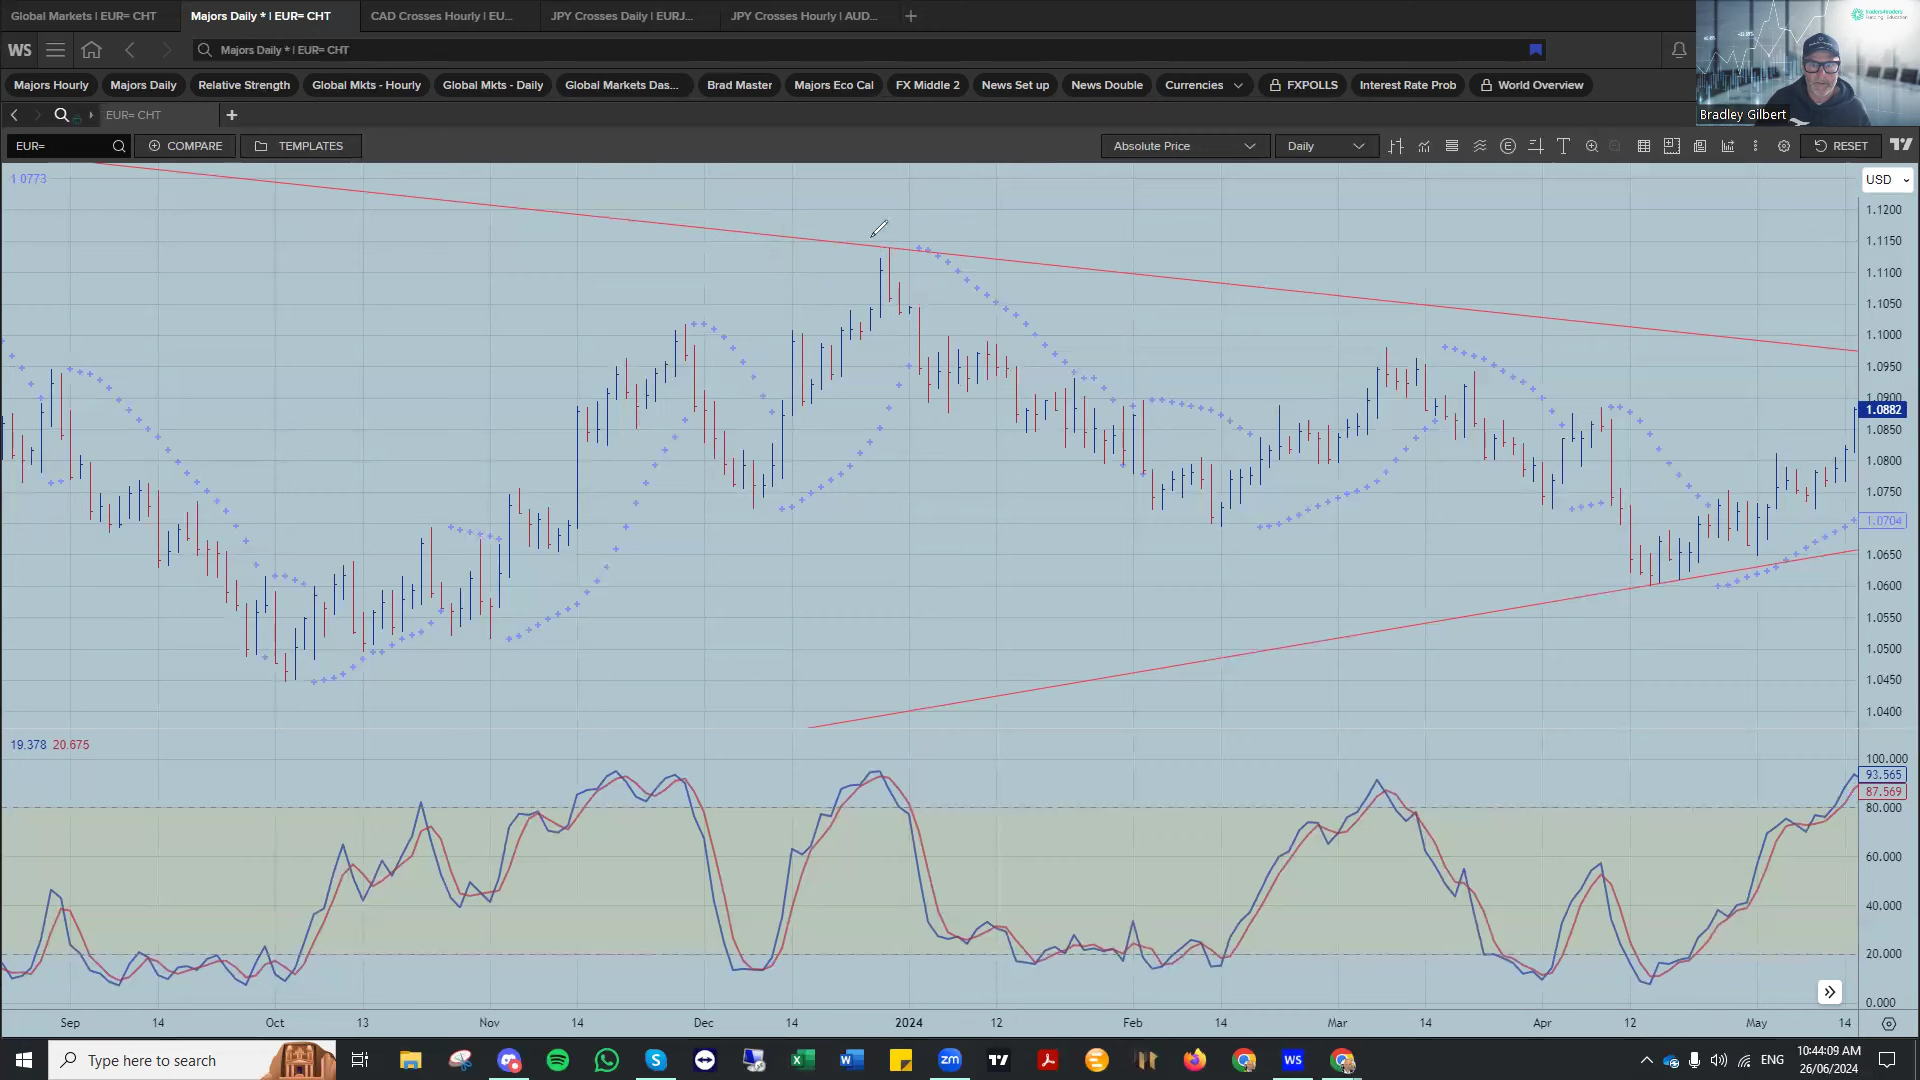 Global Markets | EUR= CHT
Majors Daily * | EUR= CHT
CAD Crosses Hourly | EU...
JPY Crosses Daily | EURJ...
JPY Crosses Hourly | AUD...
WS
Majors Daily * | EUR= CHT
Majors Hourly
Majors Daily
Relative Strength
Global Mkts - Hourly
Global Mkts - Daily
Global Markets Das...
Brad Master
Majors Eco Cal
FX Middle 2
News Set up
News Double
Currencies
FXPOLLS
Interest Rate Prob
World Overview
traders4traders
Funding . Education
Bradley Gilbert
EUR= CHT
EUR=
COMPARE
TEMPLATES
Absolute Price
Daily
RESET
1.0773
USD
1.1200
1.1150
1.1100
1.1050
1.1000
1.0950
1.0900
1.0882
1.0850
1.0800
1.0750
1.0704
1.0650
1.0600
1.0550
1.0500
1.0450
1.0400
19.378 20.675
100.000
93.565
87.569
80.000
60.000
40.000
20.000
0.000
Sep
14
Oct
13
Nov
14
Dec
14
2024
12
Feb
14
Mar
14
Apr
12
May
14
Type here to search
zm
WS
ENG
10:44:09 AM
26/06/2024